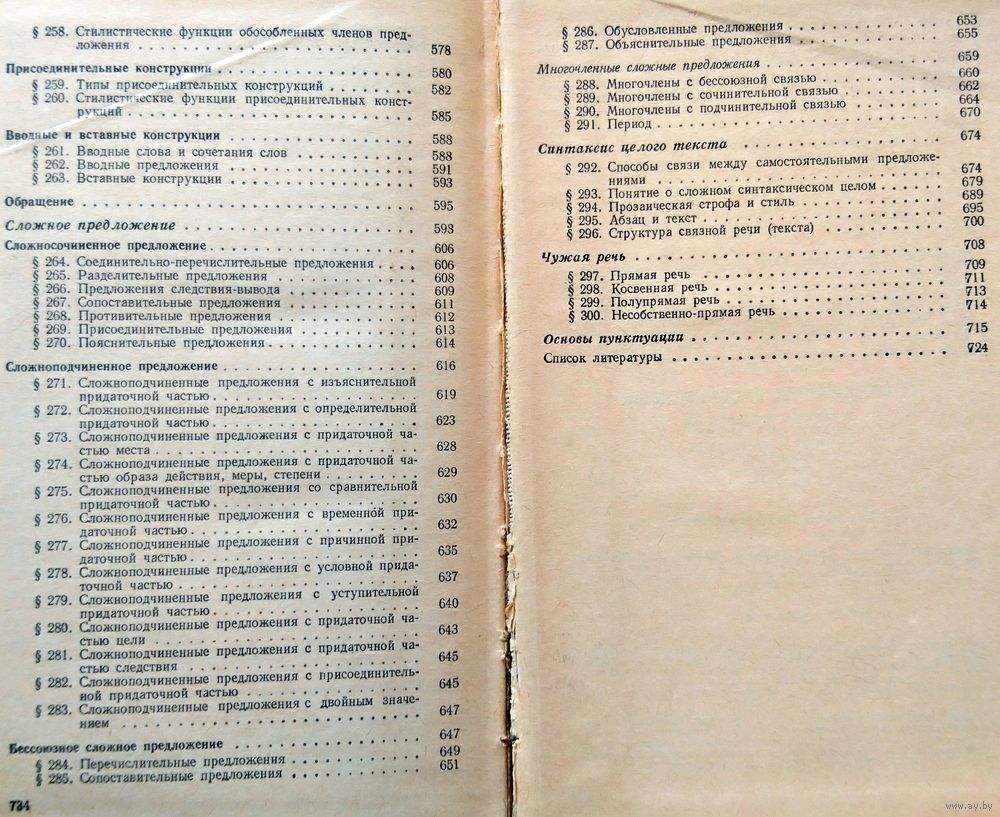 § 258. Стилистические функции обособленных членов пред-
ложения . . . . . . . . . . . . . . . . . . . . 578
Присоединительные конструкции . . . . . . . . . . . . . 580
§ 259. Типы присоединительных конструкций . . . . . . . 582
§ 260. Стилистические функции присоединительных конст-
рукций . . . . . . . . . . . . . . . . . . . . 585
Вводные и вставные конструкции . . . . . . . . . . . . . 588
§ 261. Вводные слова и сочетания слов . . . . . . . . . 588
§ 262. Вводные предложения . . . . . . . . . . . . . . 591
§ 263. Вставные конструкции . . . . . . . . . . . . . . 593
Обращение . . . . . . . . . . . . . . . . . . . . . . . 595
Сложное предложение . . . . . . . . . . . . . . . . . . 598
Сложносочиненное предложение . . . . . . . . . . . . . . 606
§ 264. Соединительно-перечислительные предложения . . . . 606
§ 265. Разделительные предложения . . . . . . . . . . . 608
§ 266. Предложения следствия-вывода . . . . . . . . . . 609
§ 267. Сопоставительные предложения . . . . . . . . . . 611
§ 268. Противительные предложения . . . . . . . . . . . 612
§ 269. Присоединительные предложения . . . . . . . . . . 613
§ 270. Пояснительные предложения . . . . . . . . . . . . 614
Сложноподчиненное предложение . . . . . . . . . . . . . 616
§ 271. Сложноподчиненные предложения с изъяснительной
придаточной частью . . . . . . . . . . . . . . 619
§ 272. Сложноподчиненные предложения с определительной
придаточной частью . . . . . . . . . . . . . . 623
§ 273. Сложноподчиненные предложения с придаточной ча-
стью места . . . . . . . . . . . . . . . . . . 628
§ 274. Сложноподчиненные предложения с придаточной ча-
стью образа действия, меры, степени . . . . . . . 629
§ 275. Сложноподчиненные предложения со сравнительной
придаточной частью . . . . . . . . . . . . . . 630
§ 276. Сложноподчиненные предложения с временной при-
даточной частью . . . . . . . . . . . . . . . . 632
§ 277. Сложноподчиненные предложения с причинной при-
даточной частью . . . . . . . . . . . . . . . . 635
§ 278. Сложноподчиненные предложения с условной прида-
точной частью . . . . . . . . . . . . . . . . . 637
§ 279. Сложноподчиненные предложения с уступительной
придаточной частью . . . . . . . . . . . . . . 640
§ 280. Сложноподчиненные предложения с придаточной ча-
стью цели . . . . . . . . . . . . . . . . . . . 643
§ 281. Сложноподчиненные предложения с придаточной ча-
стью следствия . . . . . . . . . . . . . . . . 645
§ 282. Сложноподчиненные предложения с присоединитель-
ной придаточной частью . . . . . . . . . . . . 645
§ 283. Сложноподчиненные предложения с двойным значе-
нием . . . . . . . . . . . . . . . . . . . . . 647
Бессоюзное сложное предложение . . . . . . . . . . . . . 647
§ 284. Перечислительные предложения . . . . . . . . . . 649
§ 285. Сопоставительные предложения . . . . . . . . . . 651
734
§ 286. Обусловленные предложения . . . . . . . . . . . . 653
§ 287. Объяснительные предложения . . . . . . . . . . . 655
Многочленные сложные предложения . . . . . . . . . . . . 659
§ 288. Многочлены с бессоюзной связью . . . . . . . . . 660
§ 289. Многочлены с сочинительной связью . . . . . . . . 662
§ 290. Многочлены с подчинительной связью . . . . . . . 664
§ 291. Период . . . . . . . . . . . . . . . . . . . . 670
Синтаксис целого текста . . . . . . . . . . . . . . . . 674
§ 292. Способы связи между самостоятельными предложе-
ниями . . . . . . . . . . . . . . . . . . . . . 674
§ 293. Понятие о сложном синтаксическом целом . . . . . . 679
§ 294. Прозаическая строфа и стиль . . . . . . . . . . . 689
§ 295. Абзац и текст . . . . . . . . . . . . . . . . . 695
§ 296. Структура связной речи (текста) . . . . . . . . . 700
Чужая речь . . . . . . . . . . . . . . . . . . . . . . 708
§ 297. Прямая речь . . . . . . . . . . . . . . . . . . 709
§ 298. Косвенная речь . . . . . . . . . . . . . . . . . 711
§ 299. Полупрямая речь . . . . . . . . . . . . . . . . 713
§ 300. Несобственно-прямая речь . . . . . . . . . . . . 714
Основы пунктуации . . . . . . . . . . . . . . . . . . . 715
Список литературы . . . . . . . . . . . . . . . . . . . 724
www.ay.by